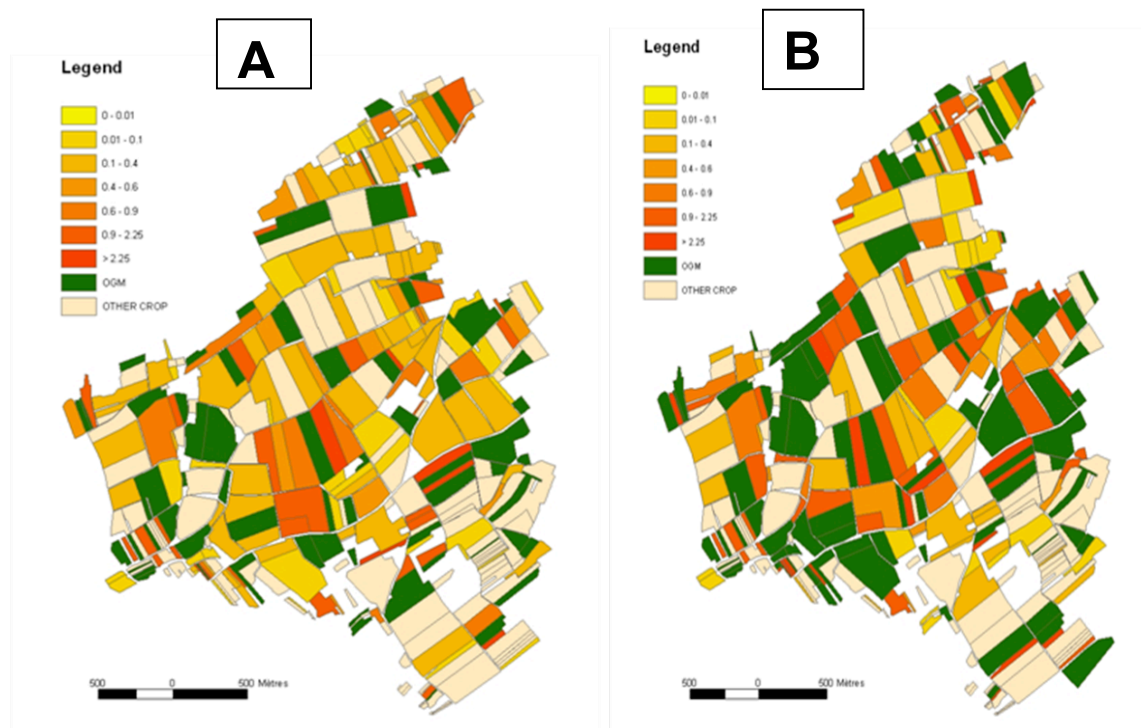 A
Legend
0 - 0.01
0.01 - 0.1
0.1 - 0.4
0.4 - 0.6
0.6 - 0.9
0.9 - 2.25
> 2.25
OGM
OTHER CROP
500 0 500 Mètres
B
Legend
0 - 0.01
0.01 - 0.1
0.1 - 0.4
0.4 - 0.6
0.6 - 0.9
0.9 - 2.25
> 2.25
OGM
OTHER CROP
500 0 500 Mètres